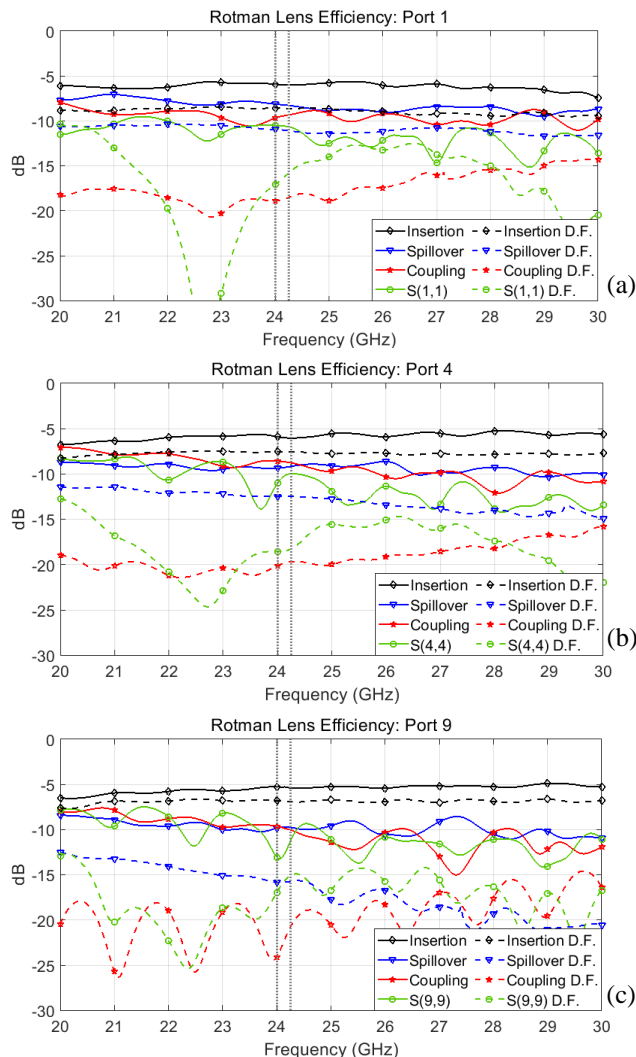 Rotman Lens Efficiency: Port 1
0
-5
-10
-15
-20
-25
-30
dB
Insertion Insertion D.F.
Spillover Spillover D.F.
Coupling Coupling D.F.
S(1,1) S(1,1) D.F.
(a)
20 21 22 23 24 25 26 27 28 29 30
Frequency (GHz)
Rotman Lens Efficiency: Port 4
0
-5
-10
-15
-20
-25
-30
dB
Insertion Insertion D.F.
Spillover Spillover D.F.
Coupling Coupling D.F.
S(4,4) S(4,4) D.F.
(b)
20 21 22 23 24 25 26 27 28 29 30
Frequency (GHz)
Rotman Lens Efficiency: Port 9
0
-5
-10
-15
-20
-25
-30
dB
Insertion Insertion D.F.
Spillover Spillover D.F.
Coupling Coupling D.F.
S(9,9) S(9,9) D.F.
(c)
20 21 22 23 24 25 26 27 28 29 30
Frequency (GHz)